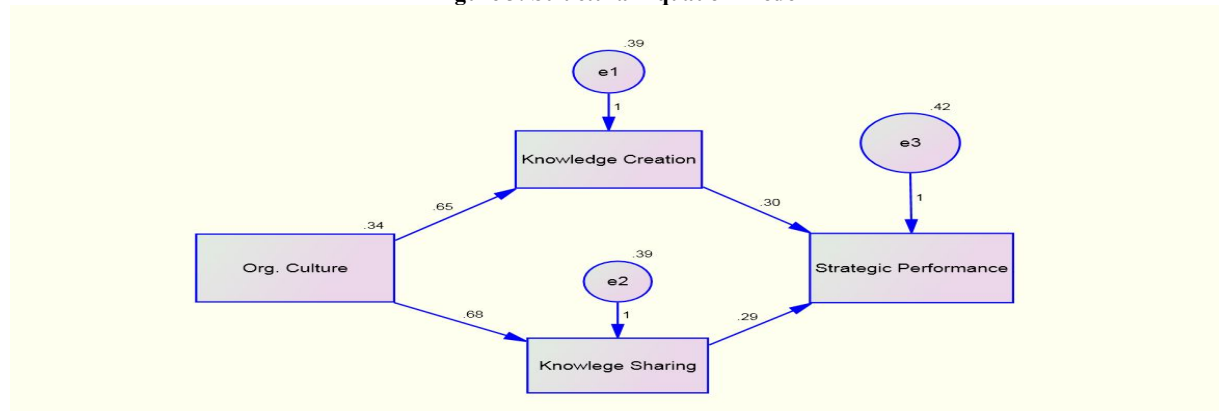 .39
e1
1
.42
e3
Knowledge Creation
1
.65
.30
.34
Org. Culture
.39
e2
Strategic Performance
.68
1
.29
Knowlege Sharing